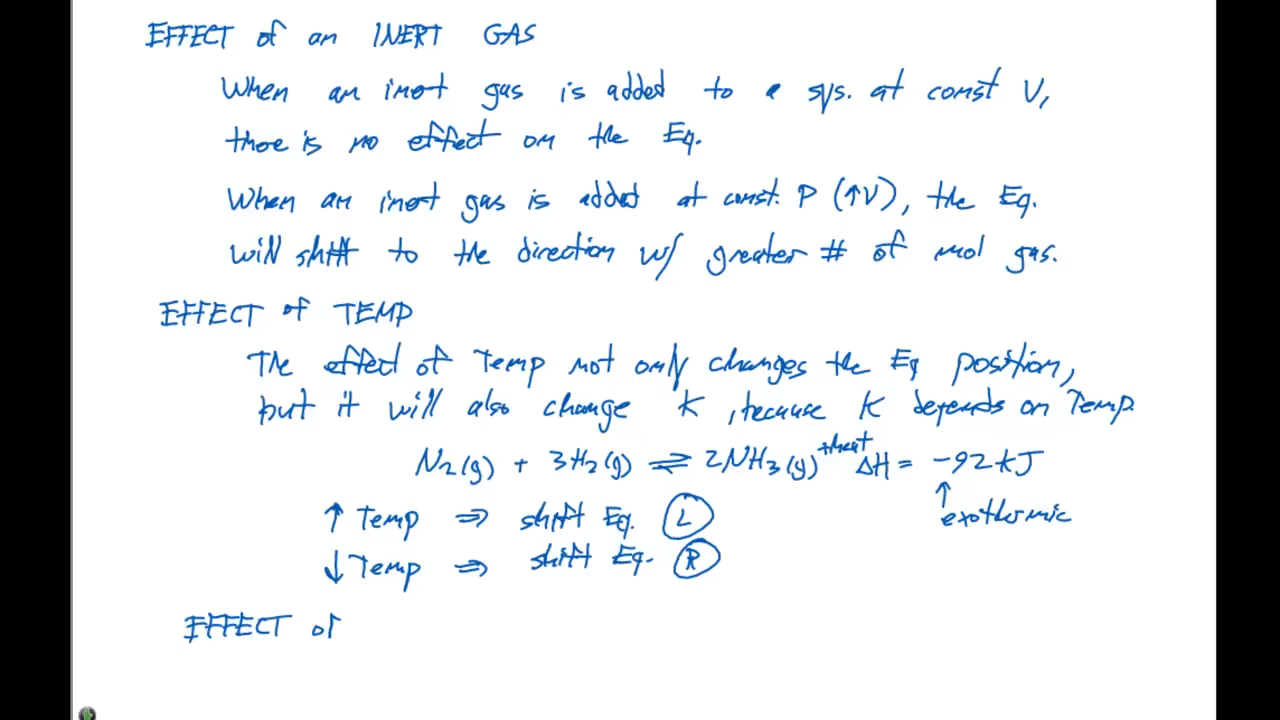 EFFECT of an INERT GAS
When an inert gas is added to a sys. at const V,
there is no effect on the Eq.
When an inert gas is added at const. P (↑V), the Eq.
will shift to the direction w/ greater # of mol gas.
EFFECT of TEMP
The effect of Temp not only changes the Eq position,
but it will also change K, because K depends on Temp.
N₂(g) + 3H₂(g) ⇌ 2NH₃(g) +heat ΔH = -92kJ
↑ Temp ⇒ shift Eq. L
↑ exothermic
↓ Temp ⇒ shift Eq. R
EFFECT of